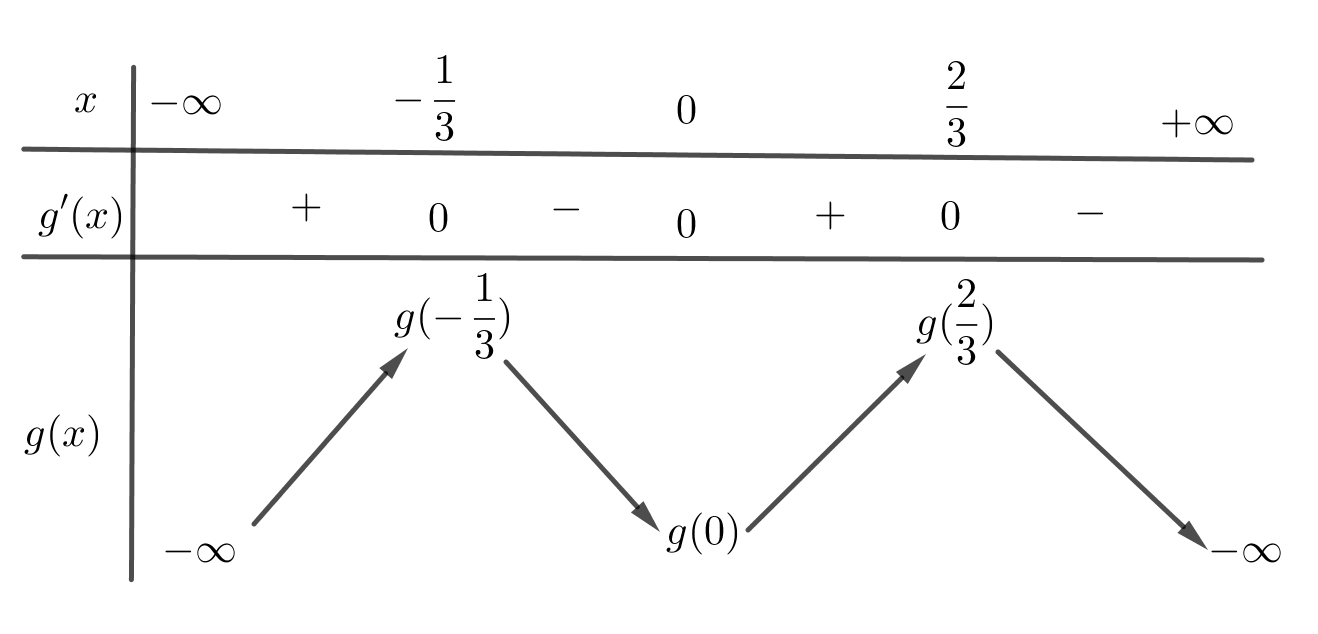 x −∞ −1/3 0 2/3 +∞
g′(x) + 0 − 0 + 0 −
g(−1/3) g(2/3)
g(x)
−∞ g(0) −∞